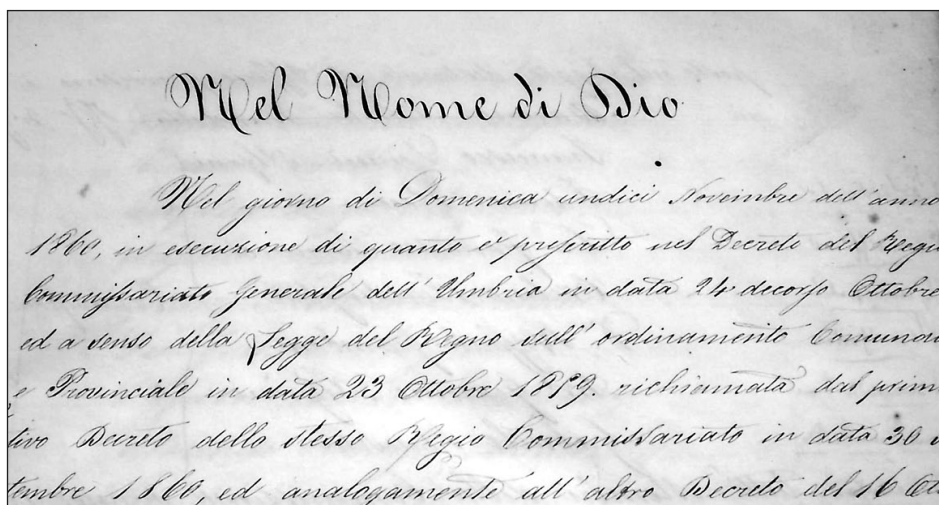 Nel Nome di Dio
Nel giorno di Domenica undici Novembre dell'anno
1860, in esecuzione di quanto è prescritto nel Decreto del Regio
Commissariato Generale dell'Umbria in data 24 decorso Ottobre
ed a senso della Legge del Regno sull'ordinamento Comuna
e Provinciale in data 23 Ottobre 1859. richiamata dal prim
tivo Decreto dello stesso Regio Commissariato in data 30
tembre 1860, ed analogamente all'altro Decreto del 16 Ott